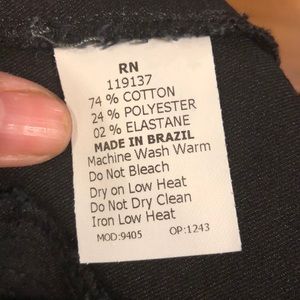 RN
119137
74 % COTTON
24 % POLYESTER
02 % ELASTANE
MADE IN BRAZIL
Machine Wash Warm
Do Not Bleach
Dry on Low Heat
Do Not Dry Clean
Iron Low Heat
MOD:9405 OP:1243